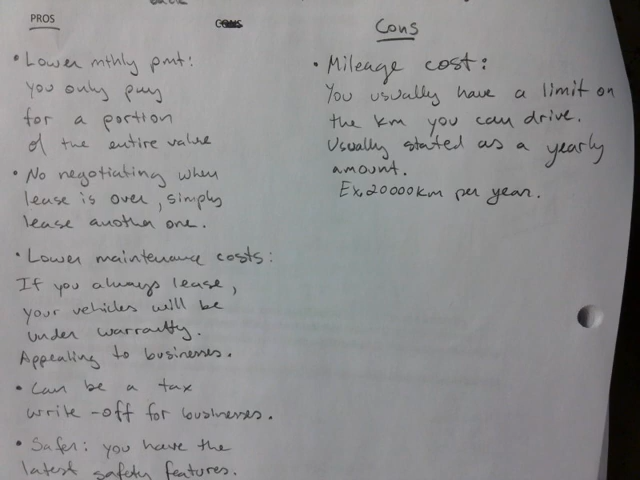 PROS
Cons
• Lower mthly pmt:
you only pay
for a portion
of the entire value
• No negotiating when
lease is over, simply
lease another one.
• Lower maintenance costs:
If you always lease,
your vehicles will be
under warranty.
Appealing to businesses.
• Can be a tax
write-off for businesses.
• Safer: you have the
latest safety features.
• Mileage cost:
You usually have a limit on
the km you can drive.
Usually stated as a yearly
amount.
Ex. 20000km per year.